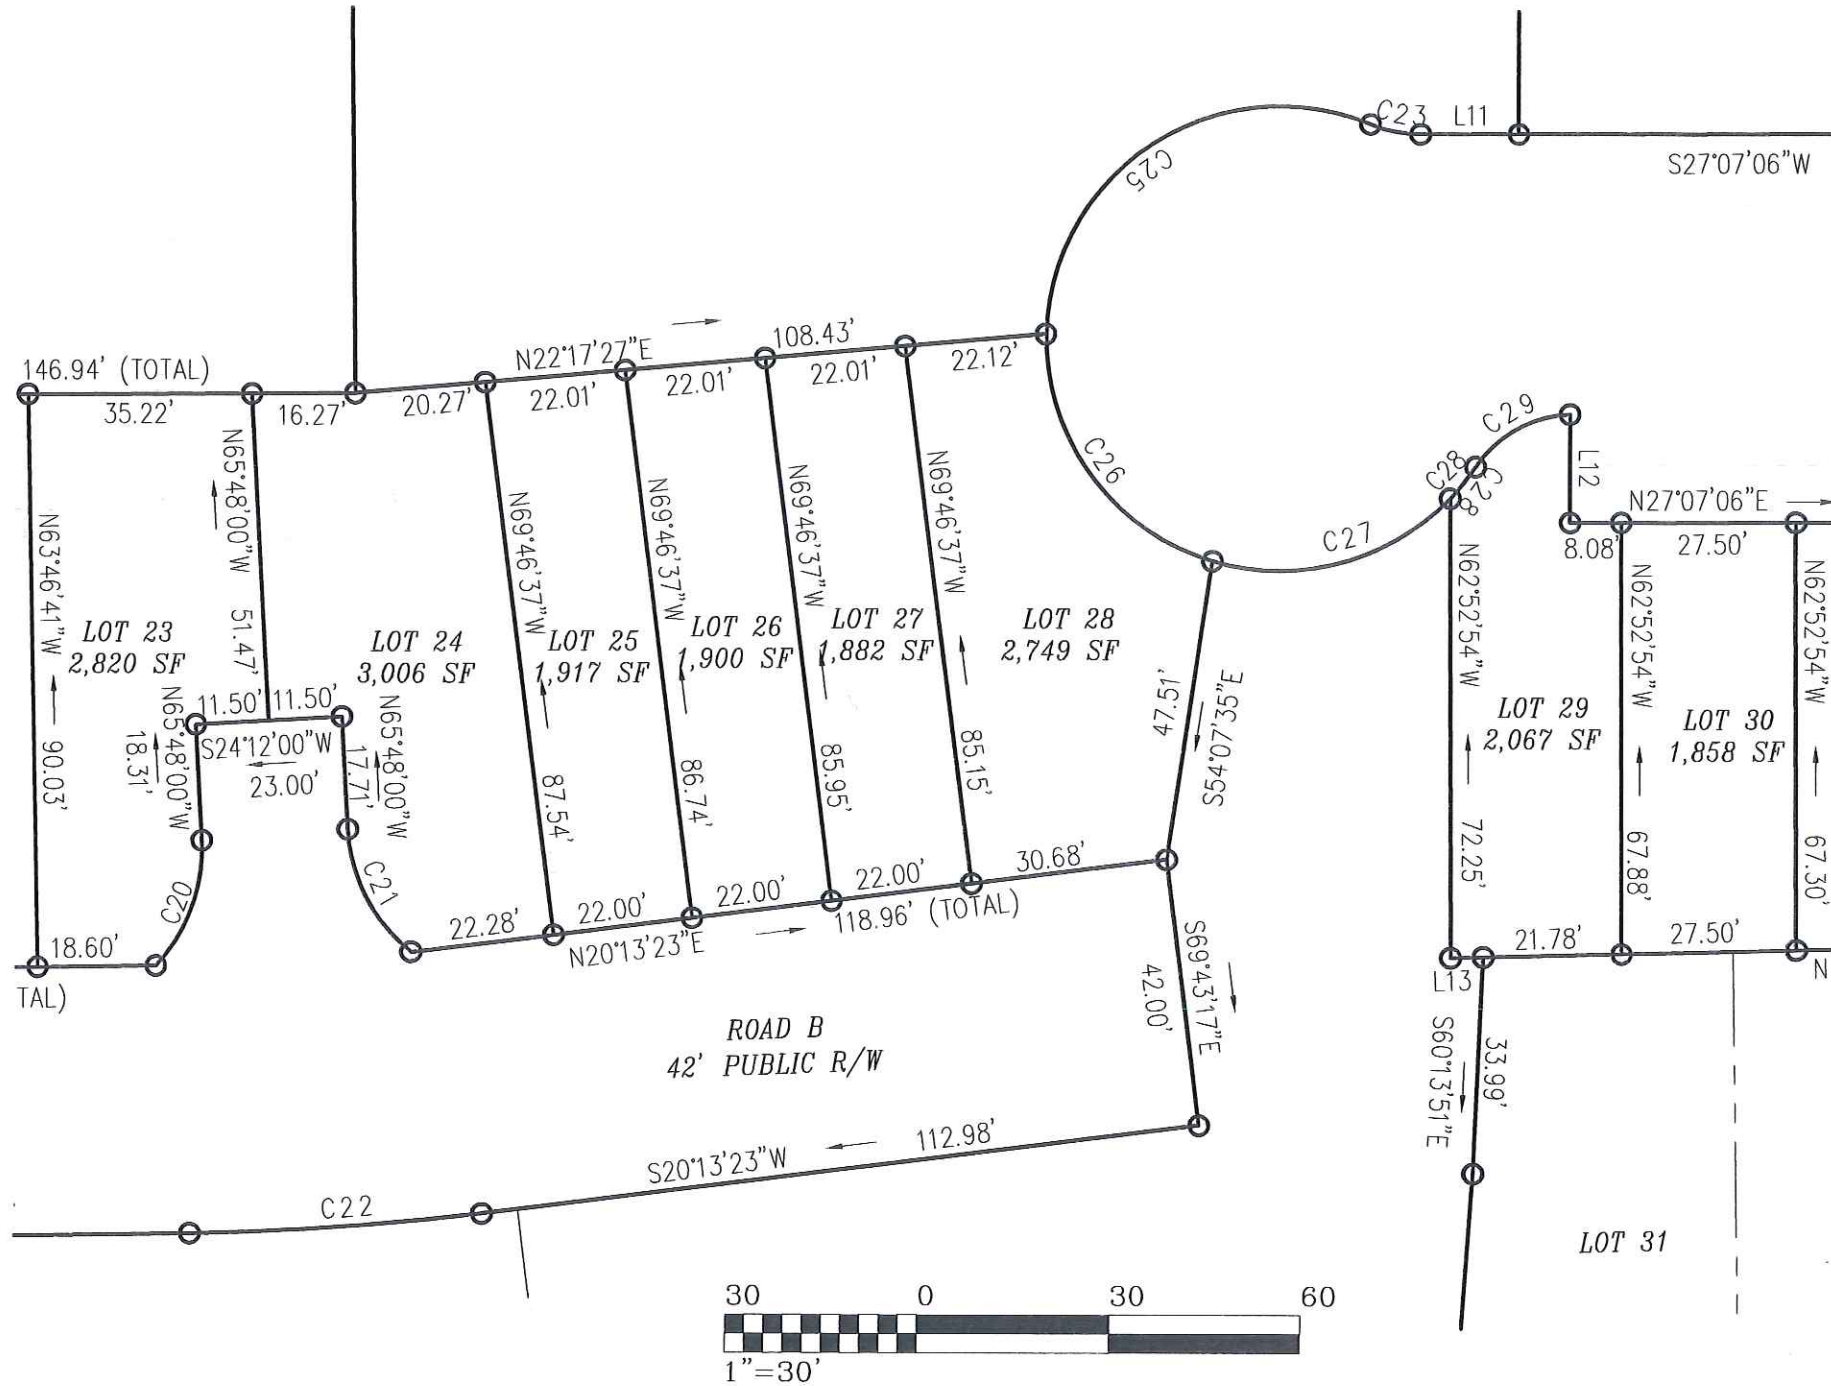 C23
L11
S27°07'06"W
C25
108.43'
N22°17'27"E
146.94' (TOTAL)
35.22'
16.27'
20.27'
22.01'
22.01'
22.01'
22.12'
C26
C29
C28
C28
L12
N27°07'06"E
8.08'
27.50'
C27
N63°46'41"W
90.03'
N65°48'00"W
51.47'
N69°46'37"W
87.54'
N69°46'37"W
86.74'
N69°46'37"W
85.95'
N69°46'37"W
85.15'
N62°52'54"W
72.25'
N62°52'54"W
67.88'
N62°52'54"W
67.30'
LOT 23
2,820 SF
LOT 24
3,006 SF
LOT 25
1,917 SF
LOT 26
1,900 SF
LOT 27
1,882 SF
LOT 28
2,749 SF
47.51'
S54°07'35"E
LOT 29
2,067 SF
LOT 30
1,858 SF
11.50'
11.50'
S24°12'00"W
23.00'
N65°48'00"W
18.31'
17.71'
N65°48'00"W
C20
C21
18.60'
TAL)
22.28'
22.00'
22.00'
22.00'
30.68'
N20°13'23"E
118.96' (TOTAL)
S69°43'17"E
42.00'
L13
21.78'
27.50'
N
S60°13'51"E
33.99'
ROAD B
42' PUBLIC R/W
S20°13'23"W
112.98'
C22
LOT 31
30 0 30 60
1"=30'